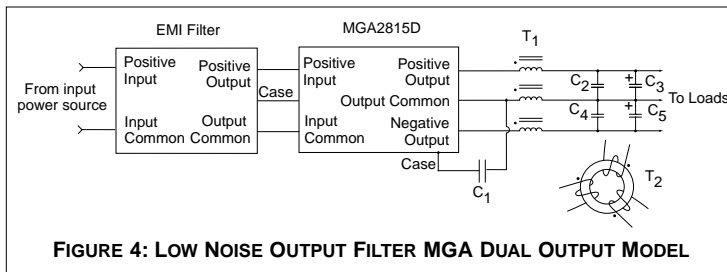 EMI Filter
MGA2815D
T1
Positive Input
Positive Output
Positive Input
Positive Output
From input power source
Case
Output Common
C2
+ C3
To Loads
C4
+ C5
Input Common
Output Common
Input Common
Negative Output
Case
C1
T2
FIGURE 4: LOW NOISE OUTPUT FILTER MGA DUAL OUTPUT MODEL